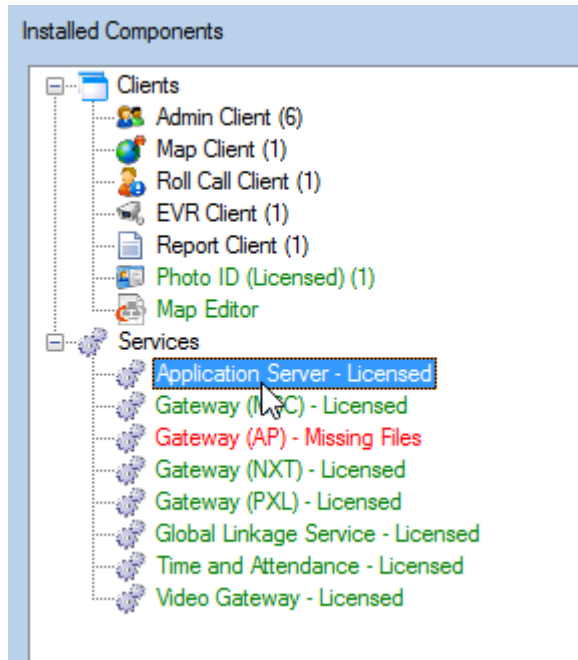 Installed Components
Clients
Admin Client (6)
Map Client (1)
Roll Call Client (1)
EVR Client (1)
Report Client (1)
Photo ID (Licensed) (1)
Map Editor
Services
Application Server - Licensed
Gateway ( C) - Licensed
Gateway (AP) - Missing Files
Gateway (NXT) - Licensed
Gateway (PXL) - Licensed
Global Linkage Service - Licensed
Time and Attendance - Licensed
Video Gateway - Licensed